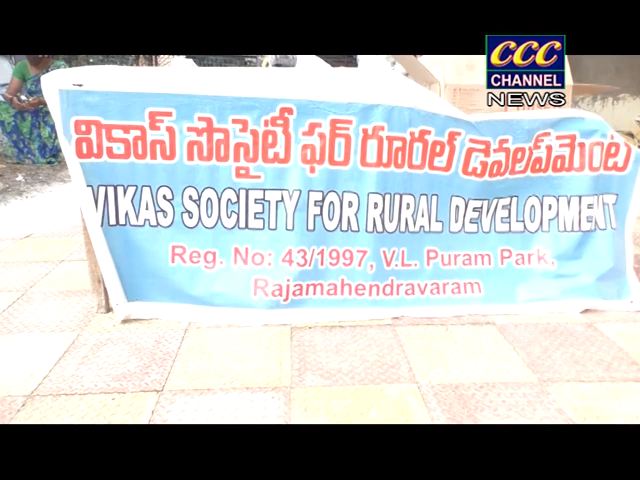 CCC
CHANNEL
NEWS
వికాస్ సొసైటీ ఫర్ రూరల్ డెవలప్‌మెంట్
VIKAS SOCIETY FOR RURAL DEVELOPMENT
Reg. No: 43/1997, V.L. Puram Park,
Rajamahendravaram